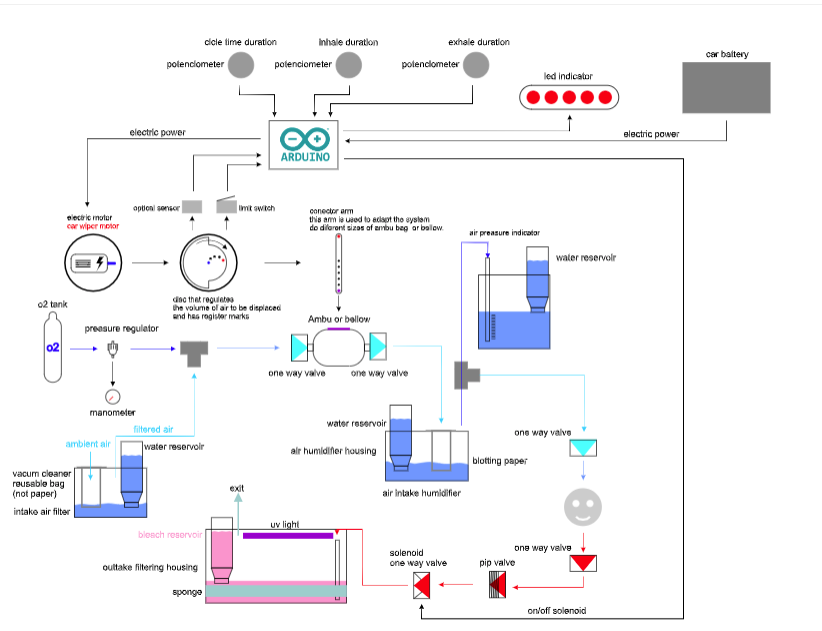 cicle time duration
inhale duration
exhale duration
potenciometer
potenciometer
potenciometer
car battery
led indicator
electric power
electric power
ARDUINO
optical sensor
limit switch
electric motor
car wiper motor
conector arm
this arm is used to adapt the system
do diferent sizes of ambu bag or bellow.
air preasure indicator
water reservoir
disc that regulates
the volume of air to be displaced
and has register marks
o2 tank
preasure regulator
o2
Ambu or bellow
one way valve
one way valve
manometer
filtered air
ambient air
water reservoir
vacum cleaner
reusable bag
(not paper)
intake air filter
water reservoir
air humidifier housing
blotting paper
air intake humidifier
one way valve
exit
uv light
bleach reservoir
outtake filtering housing
sponge
solenoid
one way valve
pip valve
one way valve
on/off solenoid